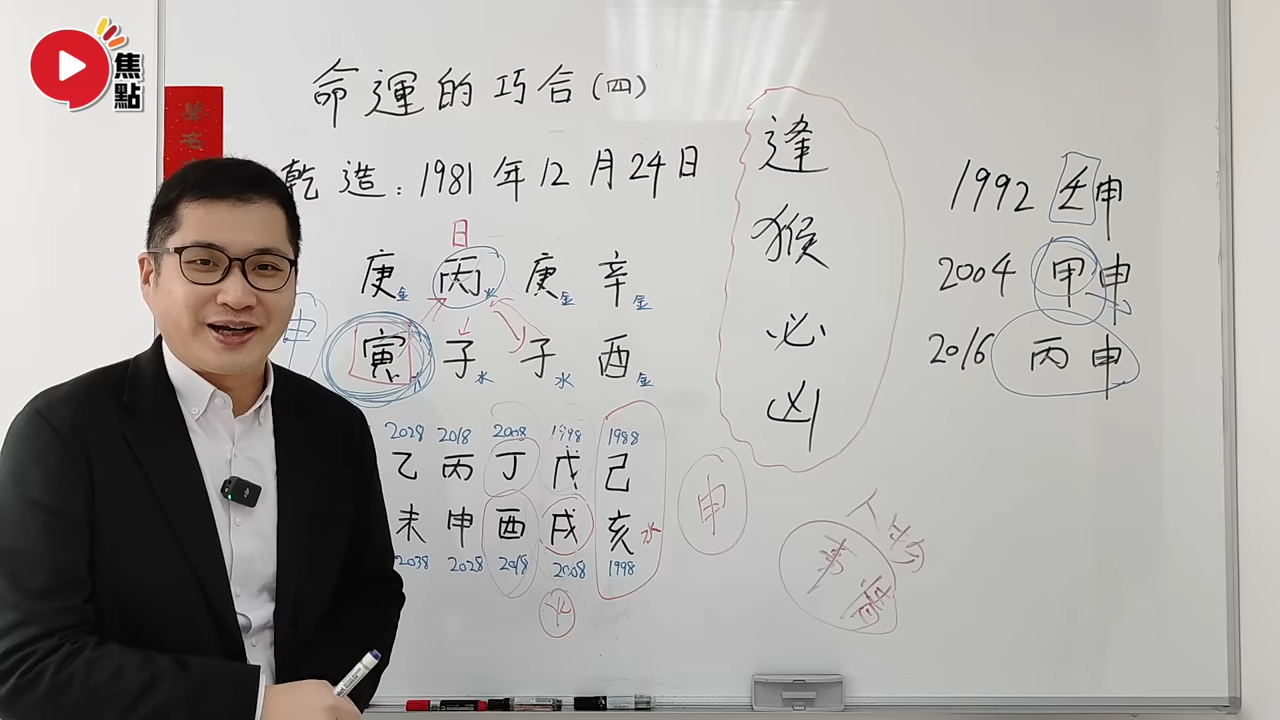 焦點
命運的巧合(四)
乾造:1981年12月24日
日
庚金 丙火 庚金 辛金
寅 子水 子水 酉金
申
2028 2018 2008 1998 1988
乙 丙 丁 戊 己
未 申 酉 戌 亥水
2038 2028 2018 2008 1998
火
逢
猴
必
凶
申
1992 壬申
2004 甲申
2016 丙申